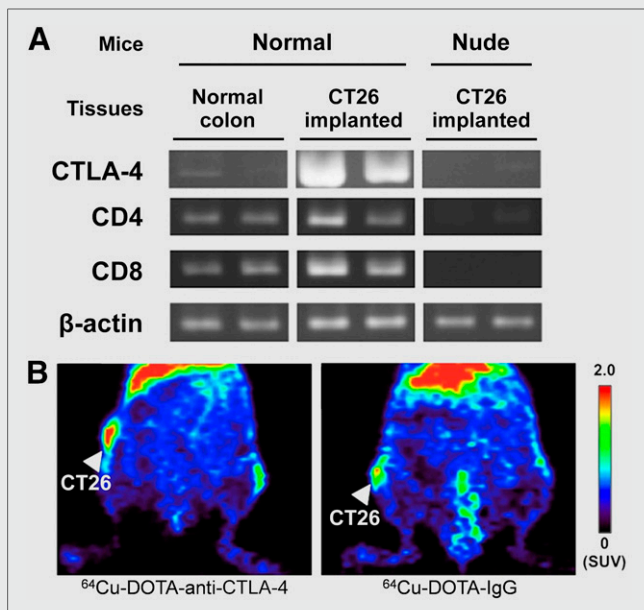 A
Mice
Normal
Nude
Tissues
Normal
colon
CT26
implanted
CT26
implanted
CTLA-4
CD4
CD8
β-actin
B
CT26
CT26
2.0
0
(SUV)
⁶⁴Cu-DOTA-anti-CTLA-4
⁶⁴Cu-DOTA-IgG